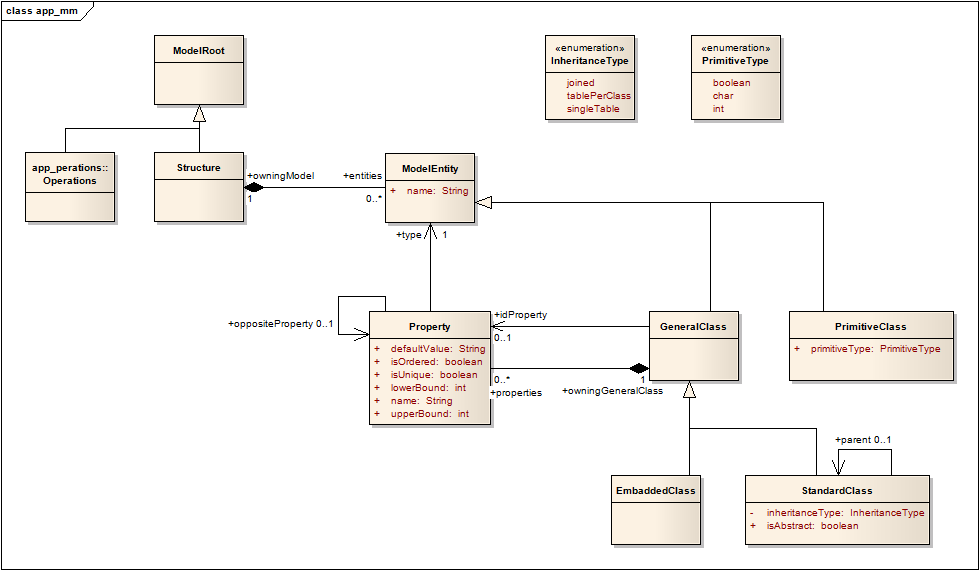 class app_mm
ModelRoot
«enumeration»
InheritanceType
joined
tablePerClass
singleTable
«enumeration»
PrimitiveType
boolean
char
int
app_perations::
Operations
Structure
+owningModel
1
+entities
0..*
ModelEntity
+ name: String
+type
1
+oppositeProperty 0..1
Property
+ defaultValue: String
+ isOrdered: boolean
+ isUnique: boolean
+ lowerBound: int
+ name: String
+ upperBound: int
+idProperty
0..1
0..*
+properties
1
+owningGeneralClass
GeneralClass
PrimitiveClass
+ primitiveType: PrimitiveType
+parent 0..1
EmbaddedClass
StandardClass
- inheritanceType: InheritanceType
+ isAbstract: boolean